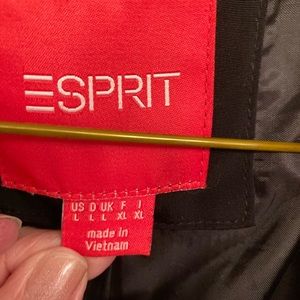 ESPRIT
US D UK F I
L L L XL XL
made in
Vietnam